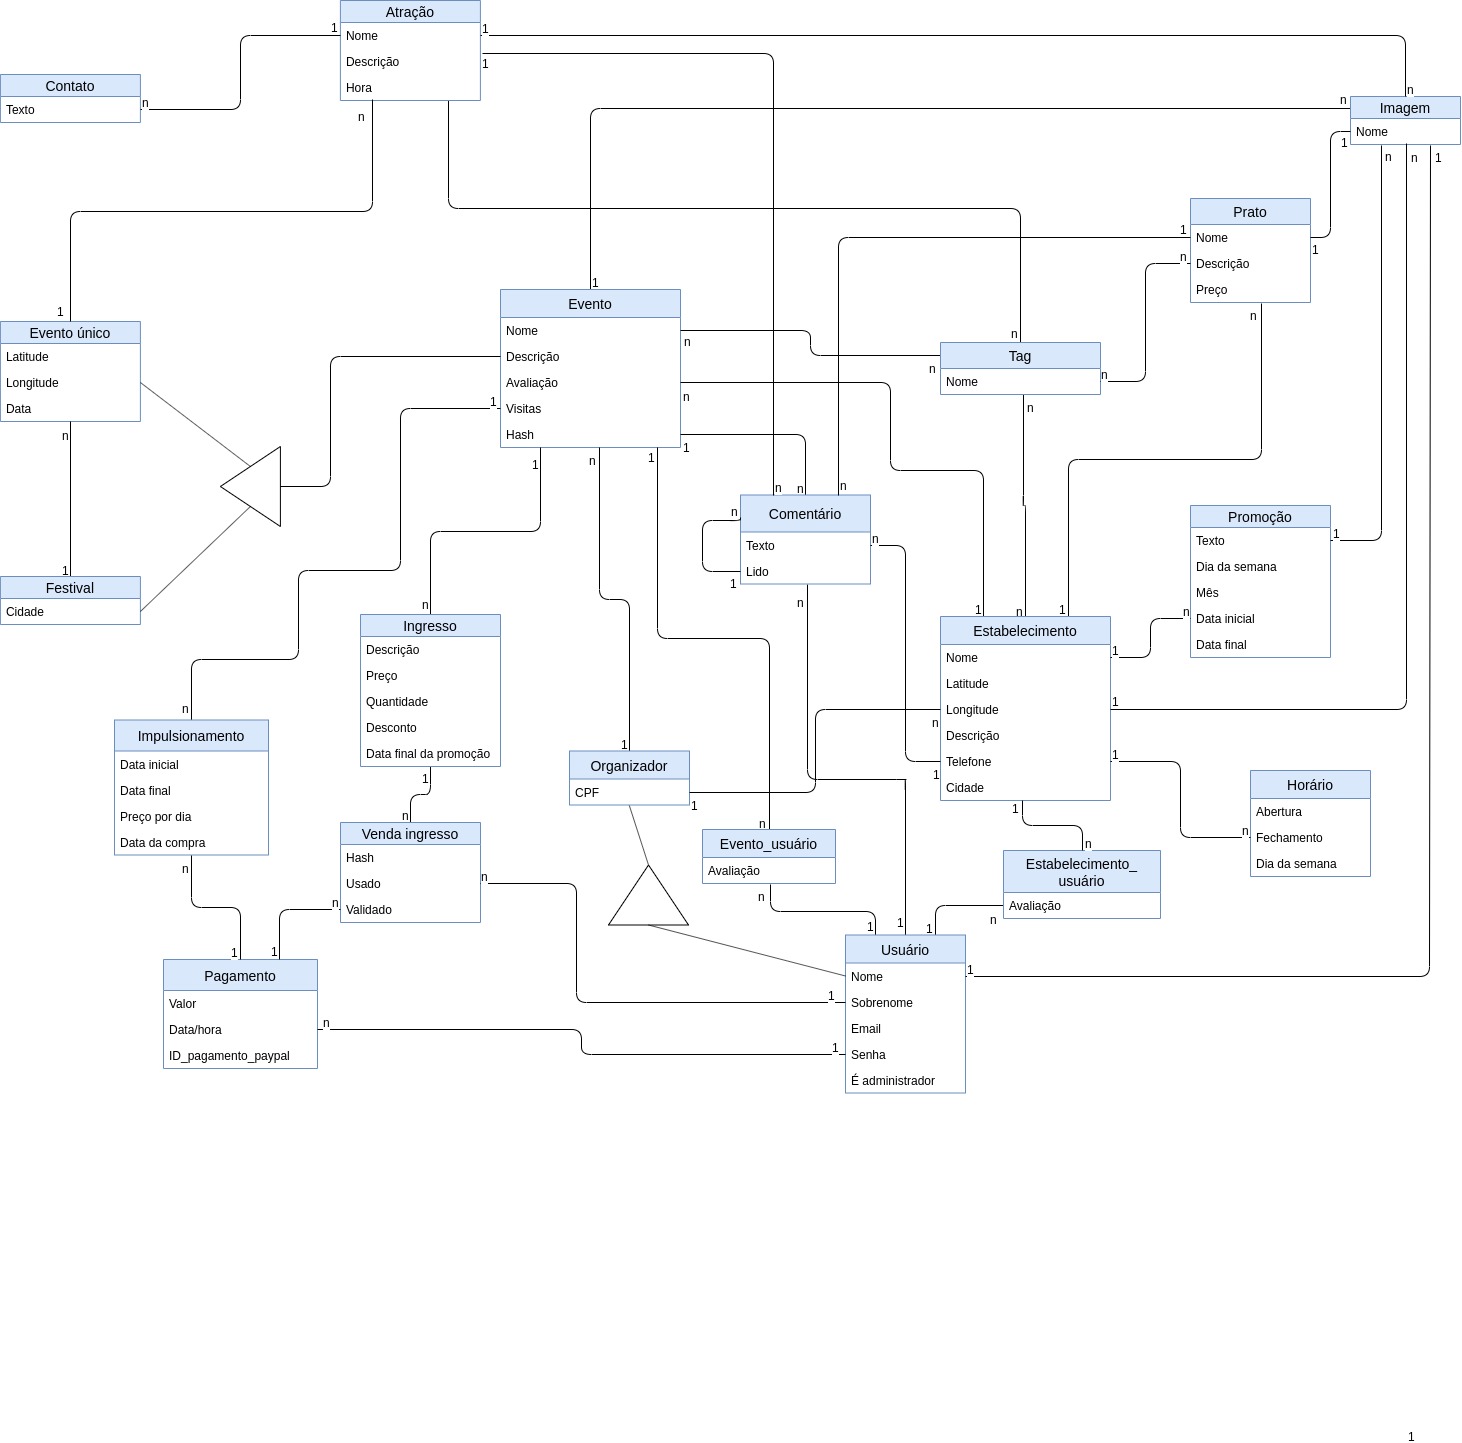 Atração
Nome
Descrição
Hora
1
1
1
n
Contato
Texto
n
Imagem
Nome
n
n
1
n
n
1
Prato
Nome
Descrição
Preço
1
n
1
n
Evento único
Latitude
Longitude
Data
1
n
Evento
Nome
Descrição
Avaliação
Visitas
Hash
1
n
n
1
1
1
n
1
Tag
Nome
n
n
n
n
Festival
Cidade
1
Comentário
Texto
Lido
n
n
n
n
1
n
n
Promoção
Texto
Dia da semana
Mês
Data inicial
Data final
1
n
Ingresso
Descrição
Preço
Quantidade
Desconto
Data final da promoção
n
1
Estabelecimento
Nome
Latitude
Longitude
Descrição
Telefone
Cidade
1
n
1
1
1
1
n
1
1
Impulsionamento
Data inicial
Data final
Preço por dia
Data da compra
n
n
Organizador
CPF
1
1
Horário
Abertura
Fechamento
Dia da semana
n
Venda ingresso
Hash
Usado
Validado
n
n
n
Evento_usuário
Avaliação
n
n
Estabelecimento_
usuário
Avaliação
n
n
Pagamento
Valor
Data/hora
ID_pagamento_paypal
1
1
n
Usuário
Nome
Sobrenome
Email
Senha
É administrador
1
1
1
1
1
1
1